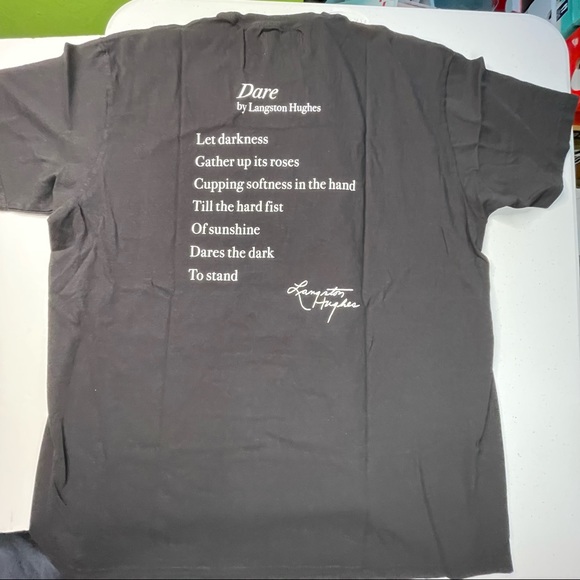 Dare
by Langston Hughes
Let darkness
Gather up its roses
Cupping softness in the hand
Till the hard fist
Of sunshine
Dares the dark
To stand
Langston
Hughes